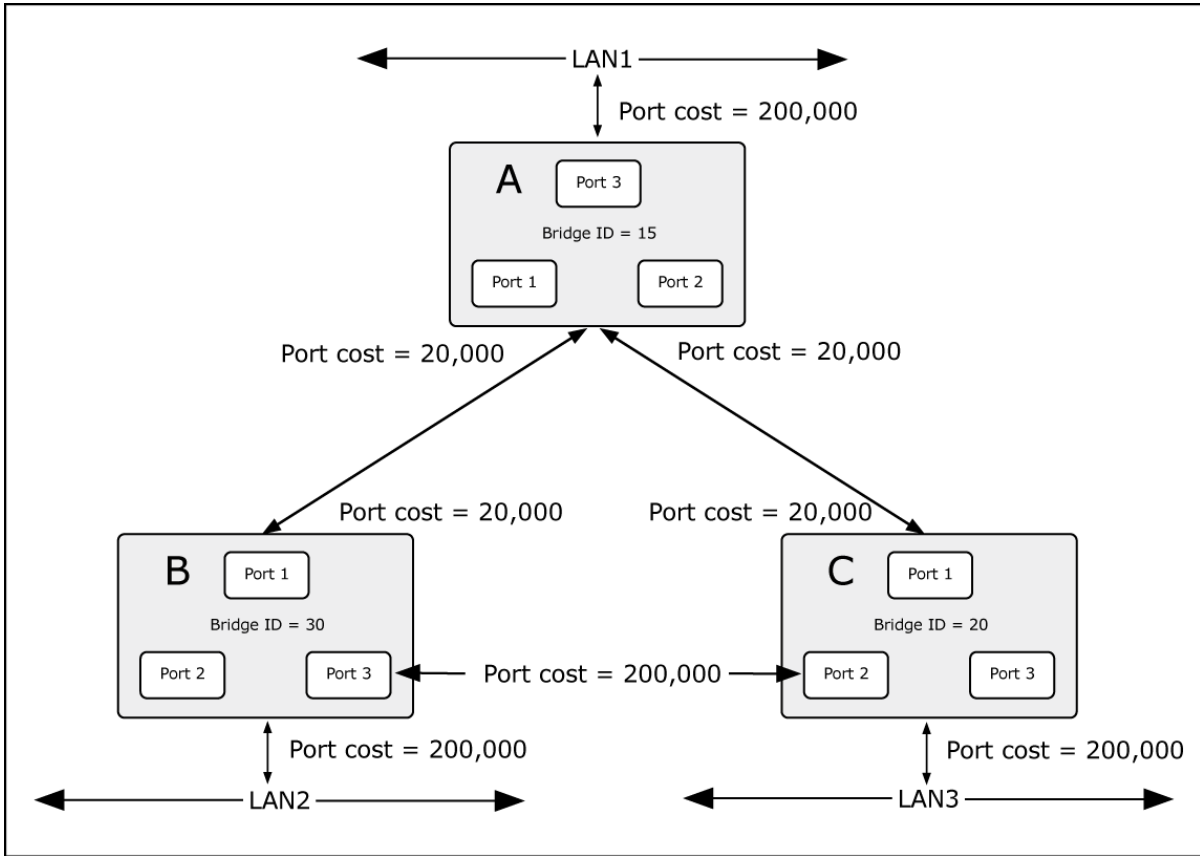 LAN1
Port cost = 200,000
A
Port 3
Bridge ID = 15
Port 1
Port 2
Port cost = 20,000
Port cost = 20,000
Port cost = 20,000
Port cost = 20,000
B
Port 1
Bridge ID = 30
Port 2
Port 3
C
Port 1
Bridge ID = 20
Port 2
Port 3
Port cost = 200,000
Port cost = 200,000
LAN2
Port cost = 200,000
LAN3